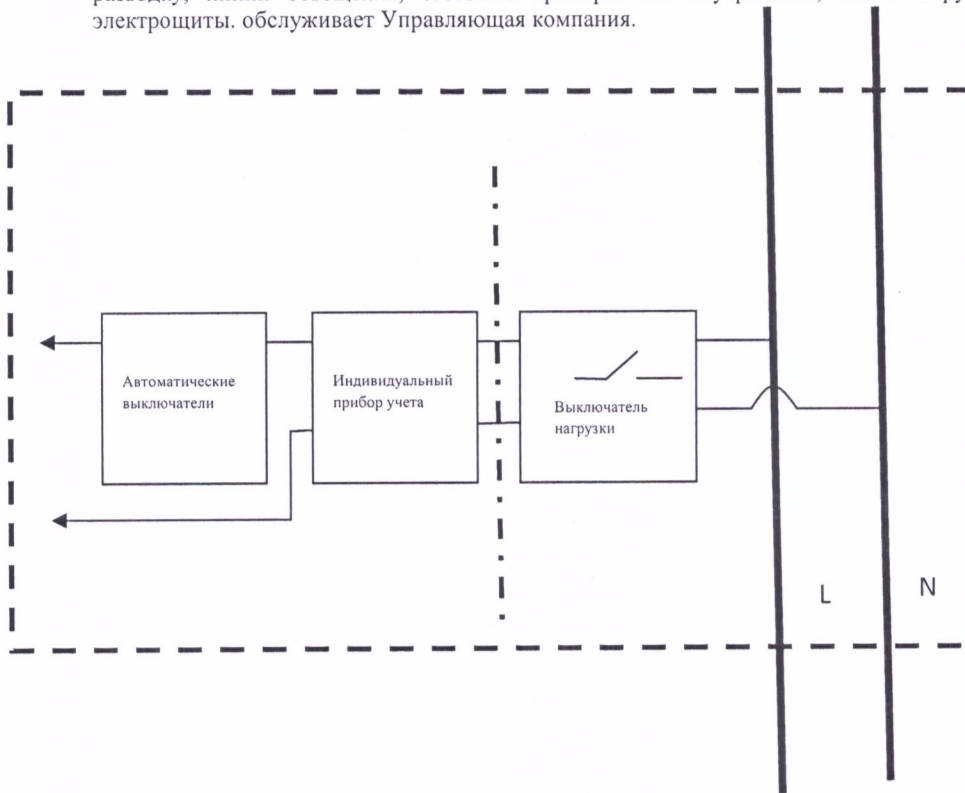 электрощиты. обслуживает Управляющая компания.
Автоматические
выключатели
Индивидуальный
прибор учета
Выключатель
нагрузки
L
N